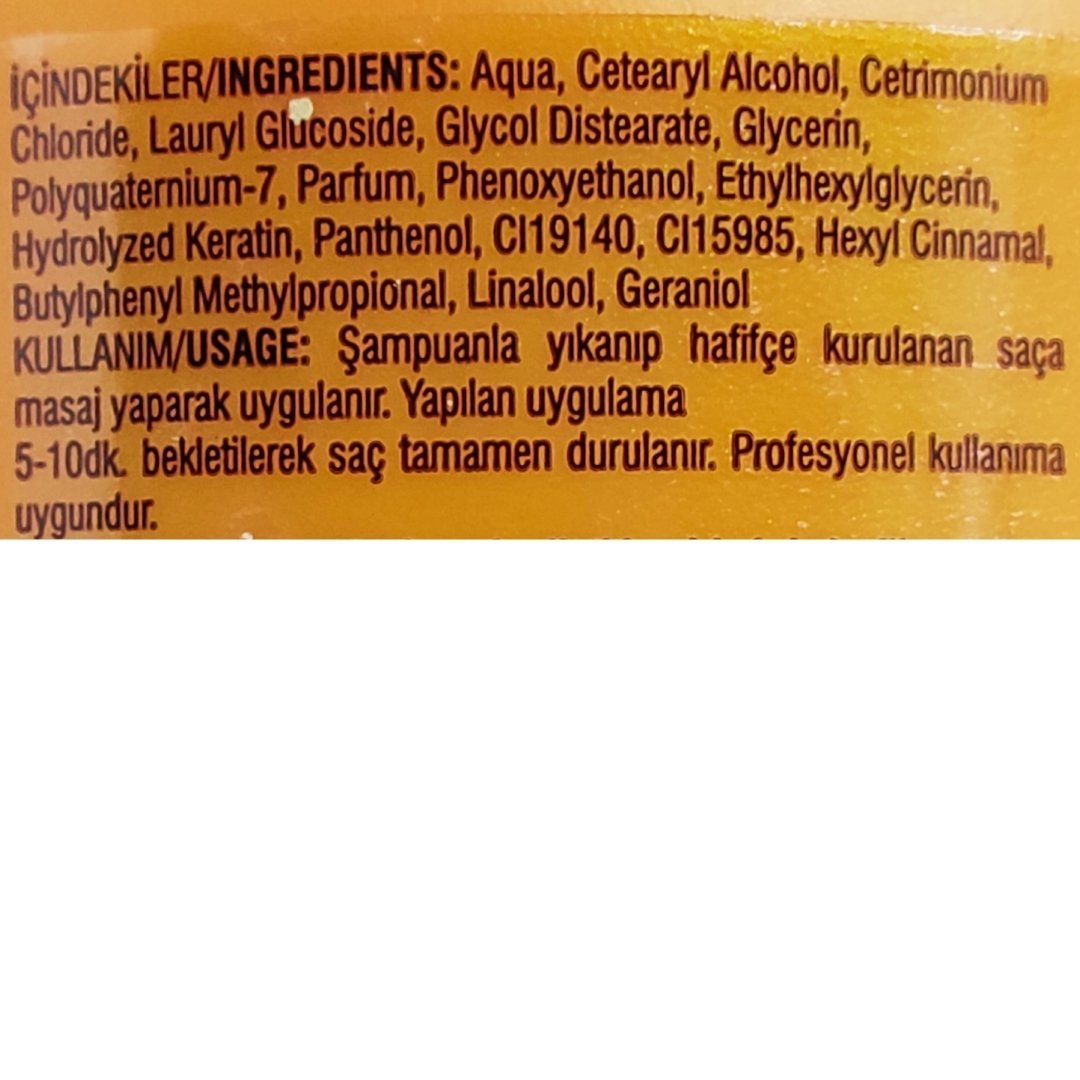 İÇİNDEKİLER/INGREDIENTS: Aqua, Cetearyl Alcohol, Cetrimonium
Chloride, Lauryl Glucoside, Glycol Distearate, Glycerin,
Polyquaternium-7, Parfum, Phenoxyethanol, Ethylhexylglycerin,
Hydrolyzed Keratin, Panthenol, CI19140, CI15985, Hexyl Cinnamal,
Butylphenyl Methylpropional, Linalool, Geraniol
KULLANIM/USAGE: Şampuanla yıkanıp hafifçe kurulanan saça
masaj yaparak uygulanır. Yapılan uygulama
5-10dk. bekletilerek saç tamamen durulanır. Profesyonel kullanıma
uygundur.